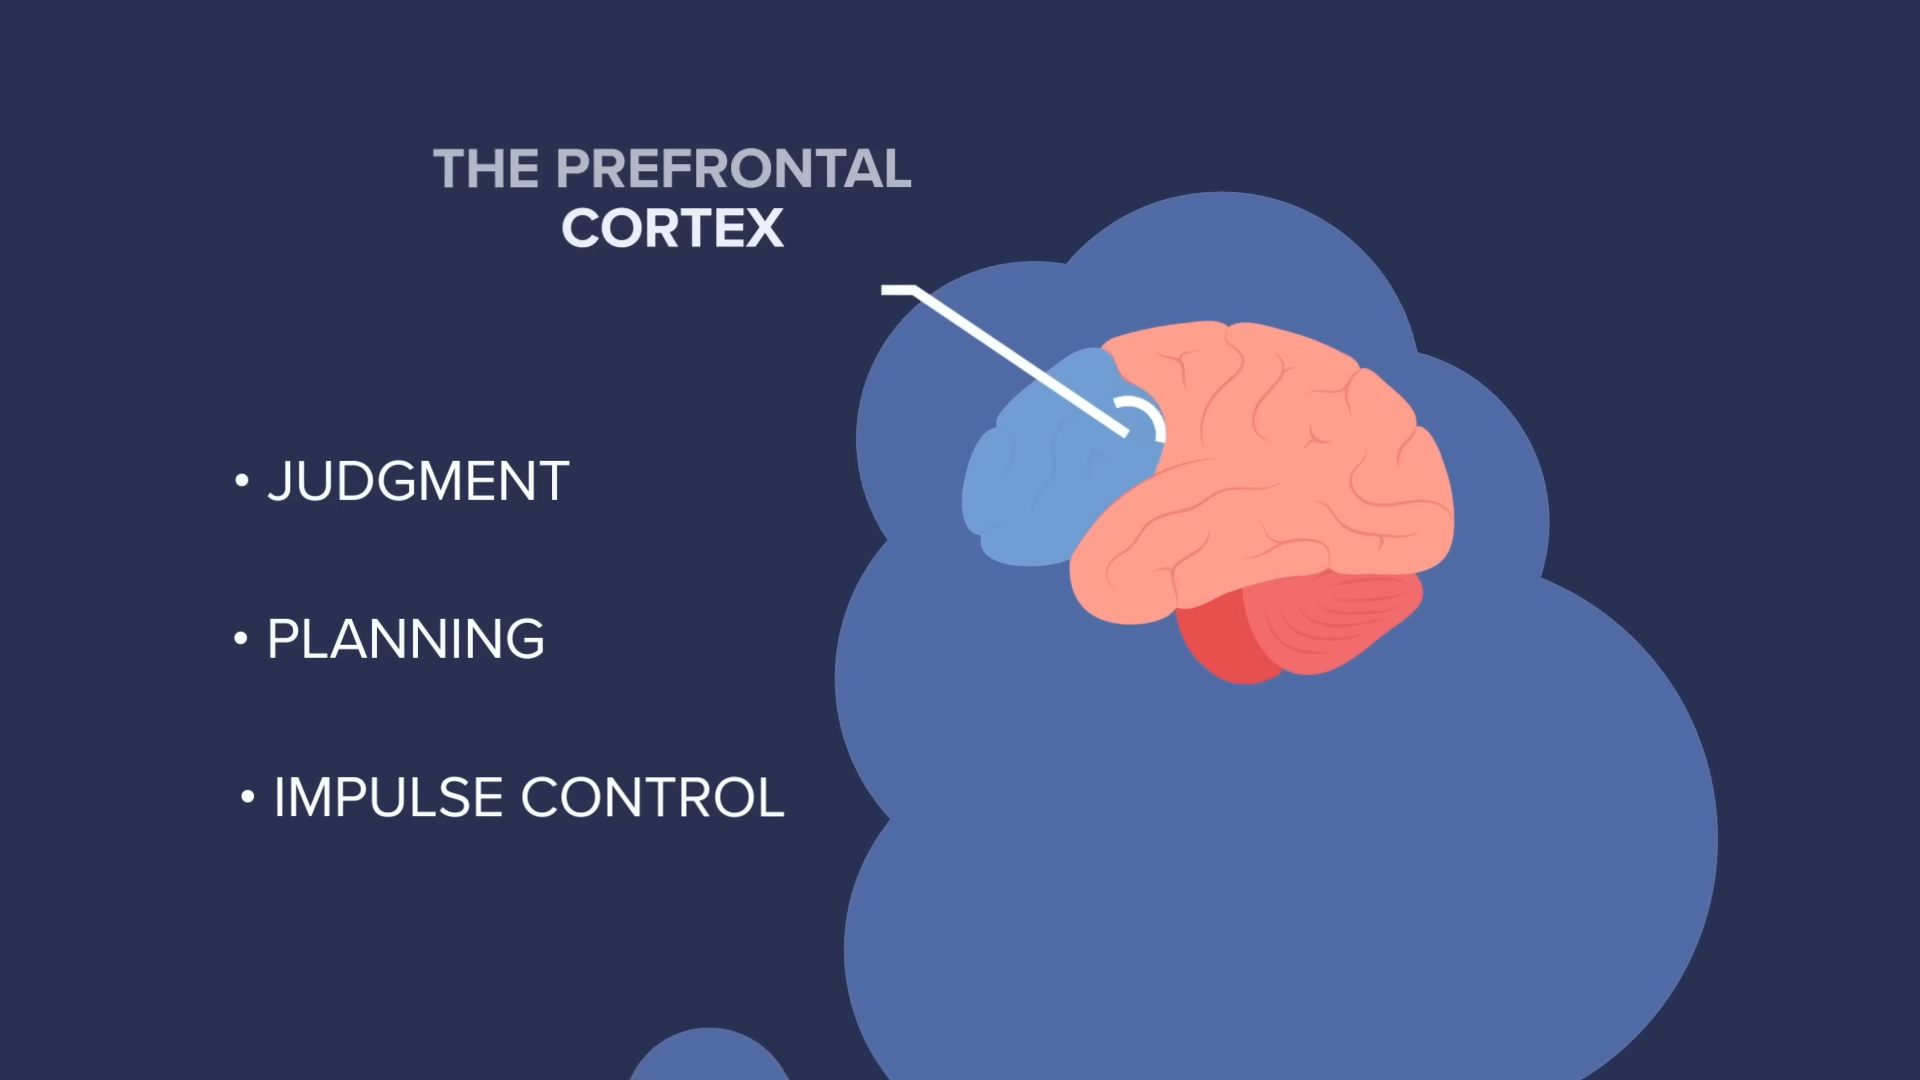 THE PREFRONTAL
CORTEX
• JUDGMENT
• PLANNING
• IMPULSE CONTROL